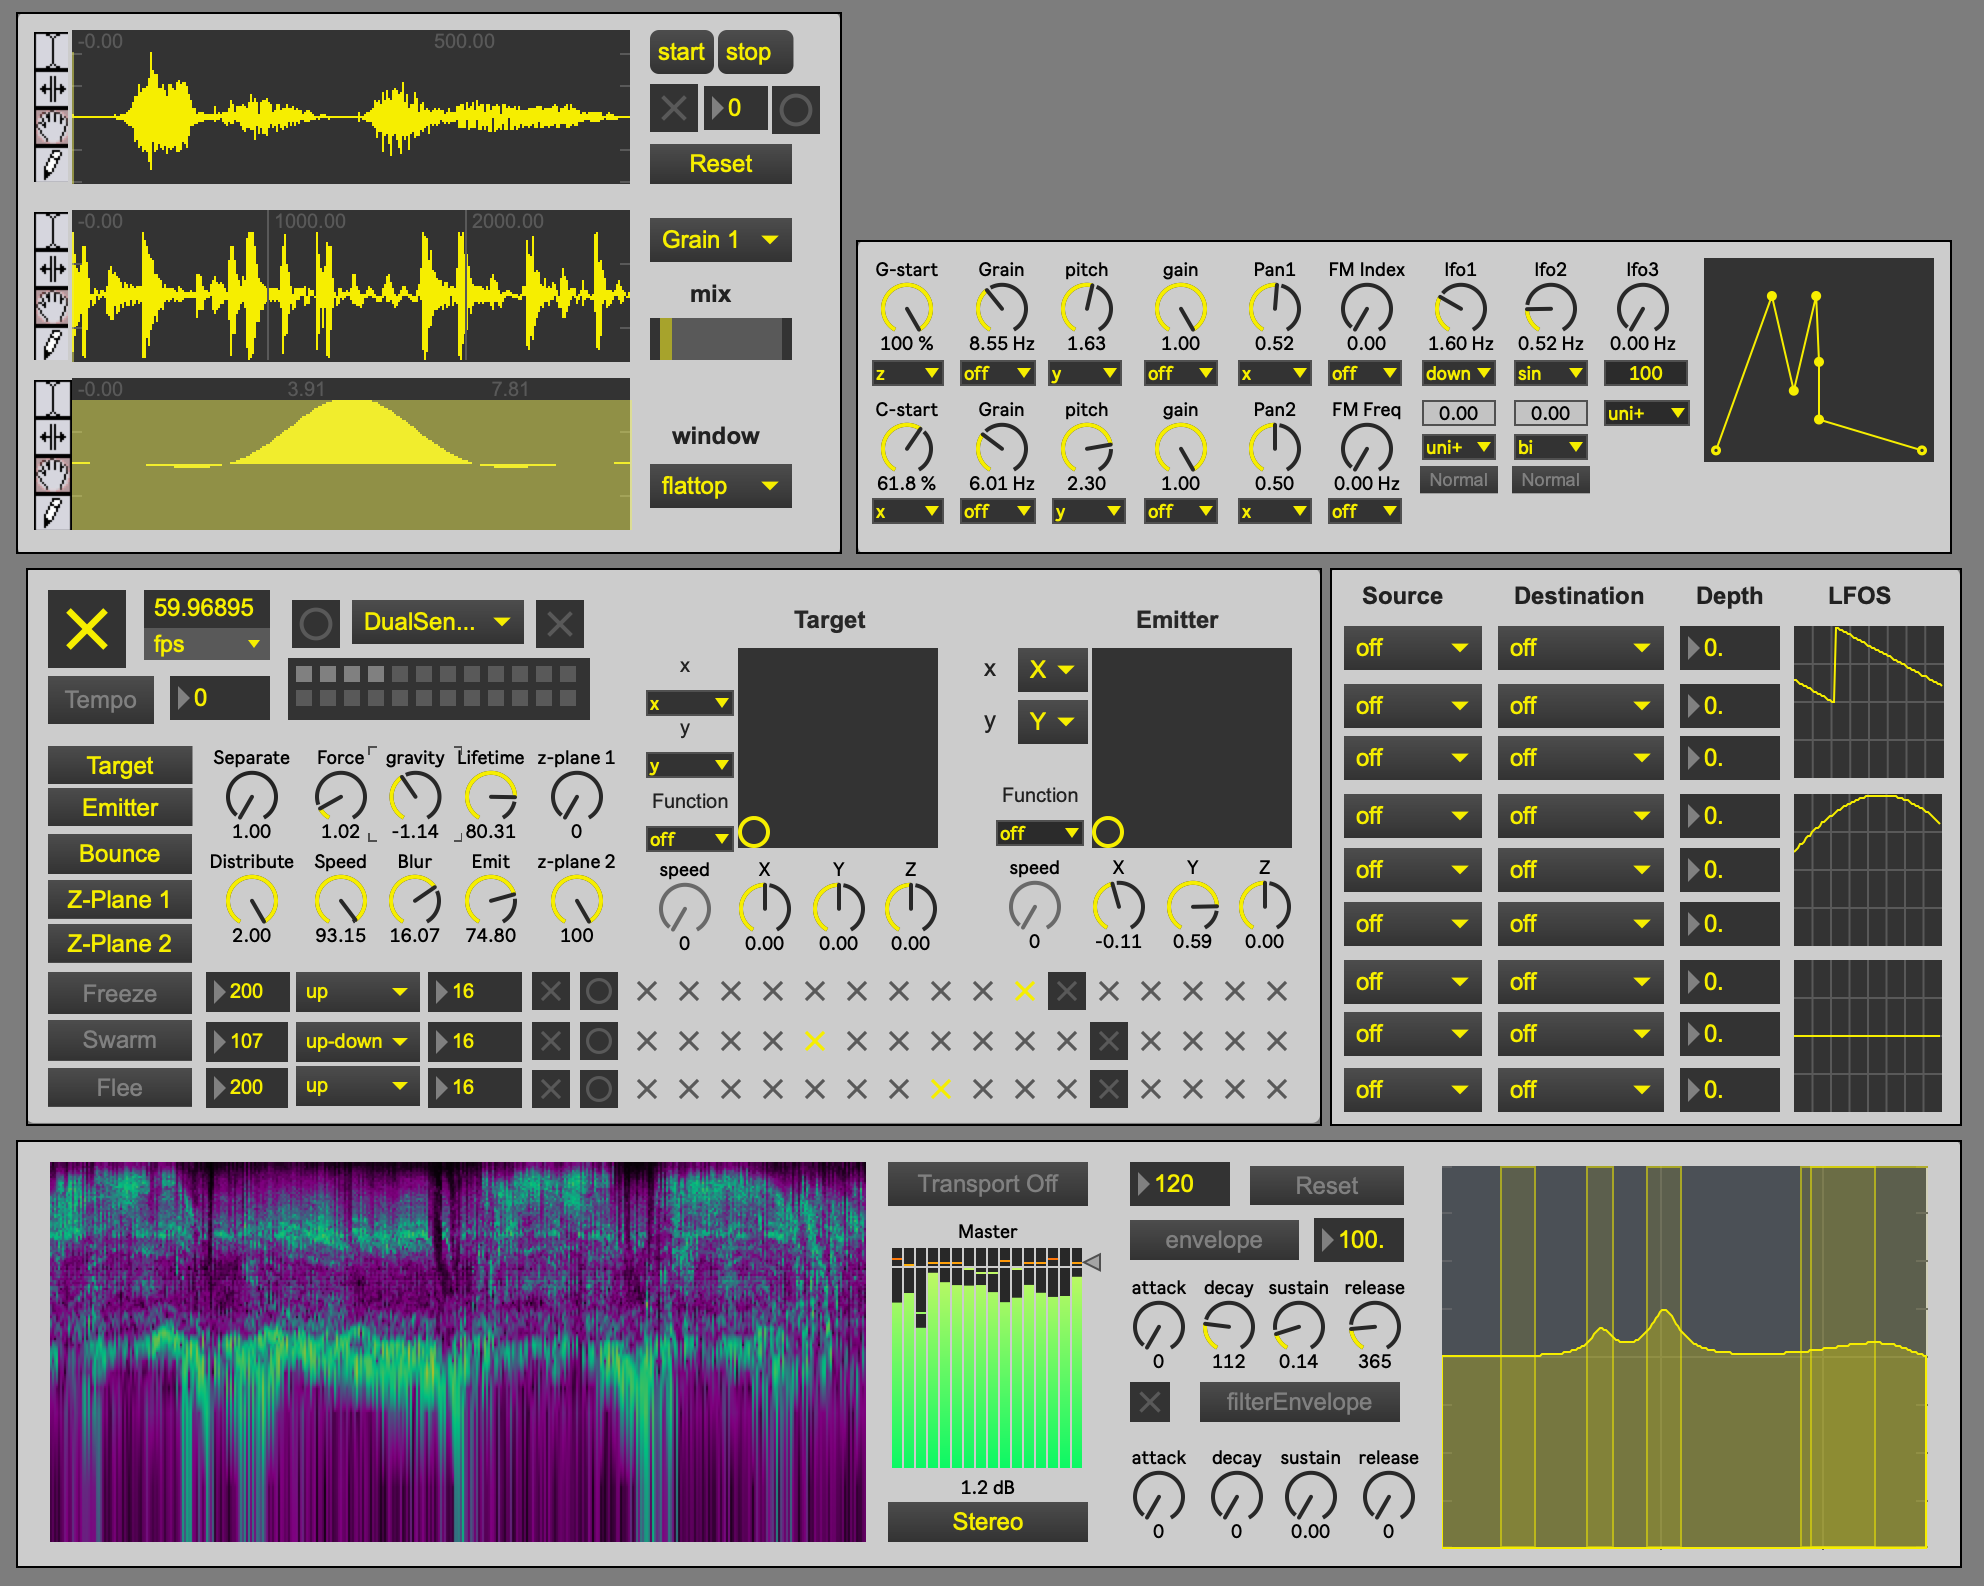 -0.00 500.00
start stop
0
Reset
-0.00 1000.00 2000.00
Grain 1
mix
-0.00 3.91 7.81
window
flattop
G-start Grain pitch gain Pan1 FM Index lfo1 lfo2 lfo3
100 % 8.55 Hz 1.63 1.00 0.52 0.00 1.60 Hz 0.52 Hz 0.00 Hz
z off y off x off down sin 100
C-start Grain pitch gain Pan2 FM Freq 0.00 0.00 uni+
uni+ bi
61.8 % 6.01 Hz 2.30 1.00 0.50 0.00 Hz Normal Normal
x off y off x off
59.96895
fps
DualSen...
Tempo 0
Target
Emitter
Bounce
Z-Plane 1
Z-Plane 2
Separate Force gravity Lifetime z-plane 1
1.00 1.02 -1.14 80.31 0
Distribute Speed Blur Emit z-plane 2
2.00 93.15 16.07 74.80 100
Target
x
x
y
y
Function
off
speed X Y Z
0 0.00 0.00 0.00
Emitter
x X
y Y
Function
off
speed X Y Z
0 -0.11 0.59 0.00
Freeze 200 up 16
Swarm 107 up-down 16
Flee 200 up 16
Source Destination Depth LFOS
off off 0.
off off 0.
off off 0.
off off 0.
off off 0.
off off 0.
off off 0.
off off 0.
off off 0.
Transport Off
Master
1.2 dB
Stereo
120 Reset
envelope 100.
attack decay sustain release
0 112 0.14 365
filterEnvelope
attack decay sustain release
0 0 0.00 0